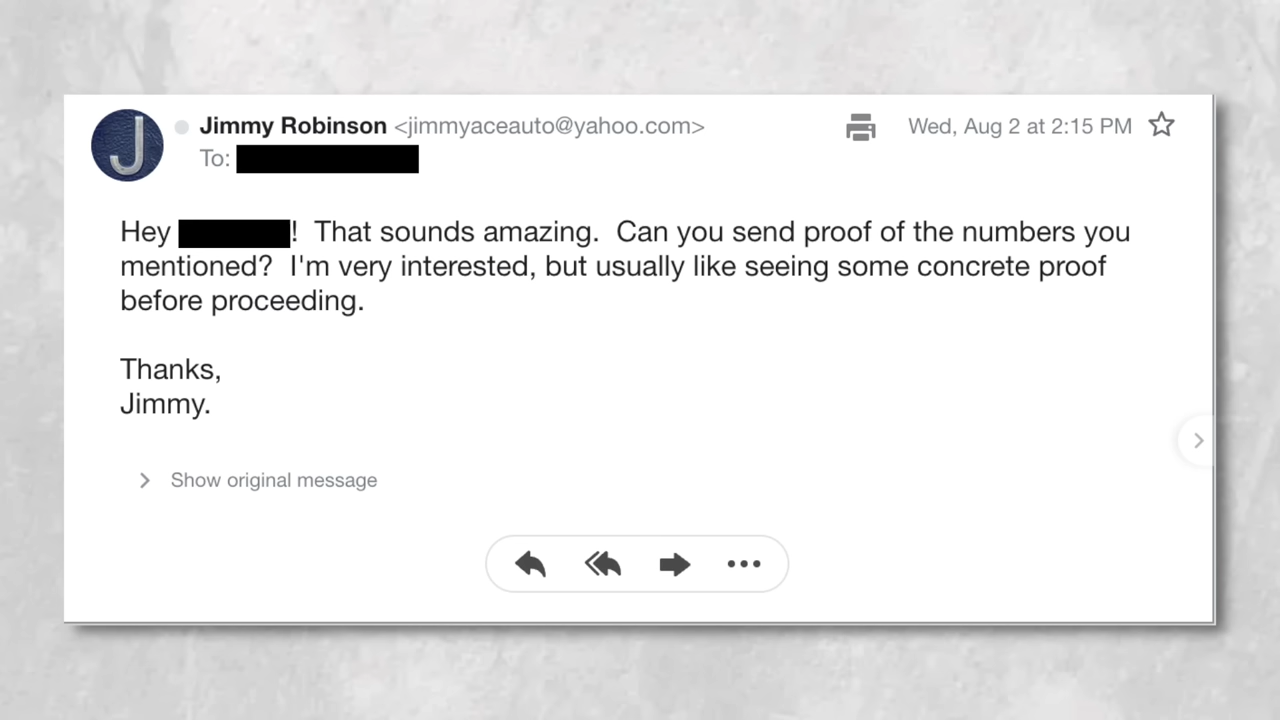 J
Jimmy Robinson <jimmyaceauto@yahoo.com>
Wed, Aug 2 at 2:15 PM
To:
Hey ! That sounds amazing. Can you send proof of the numbers you
mentioned? I'm very interested, but usually like seeing some concrete proof
before proceeding.
Thanks,
Jimmy.
Show original message